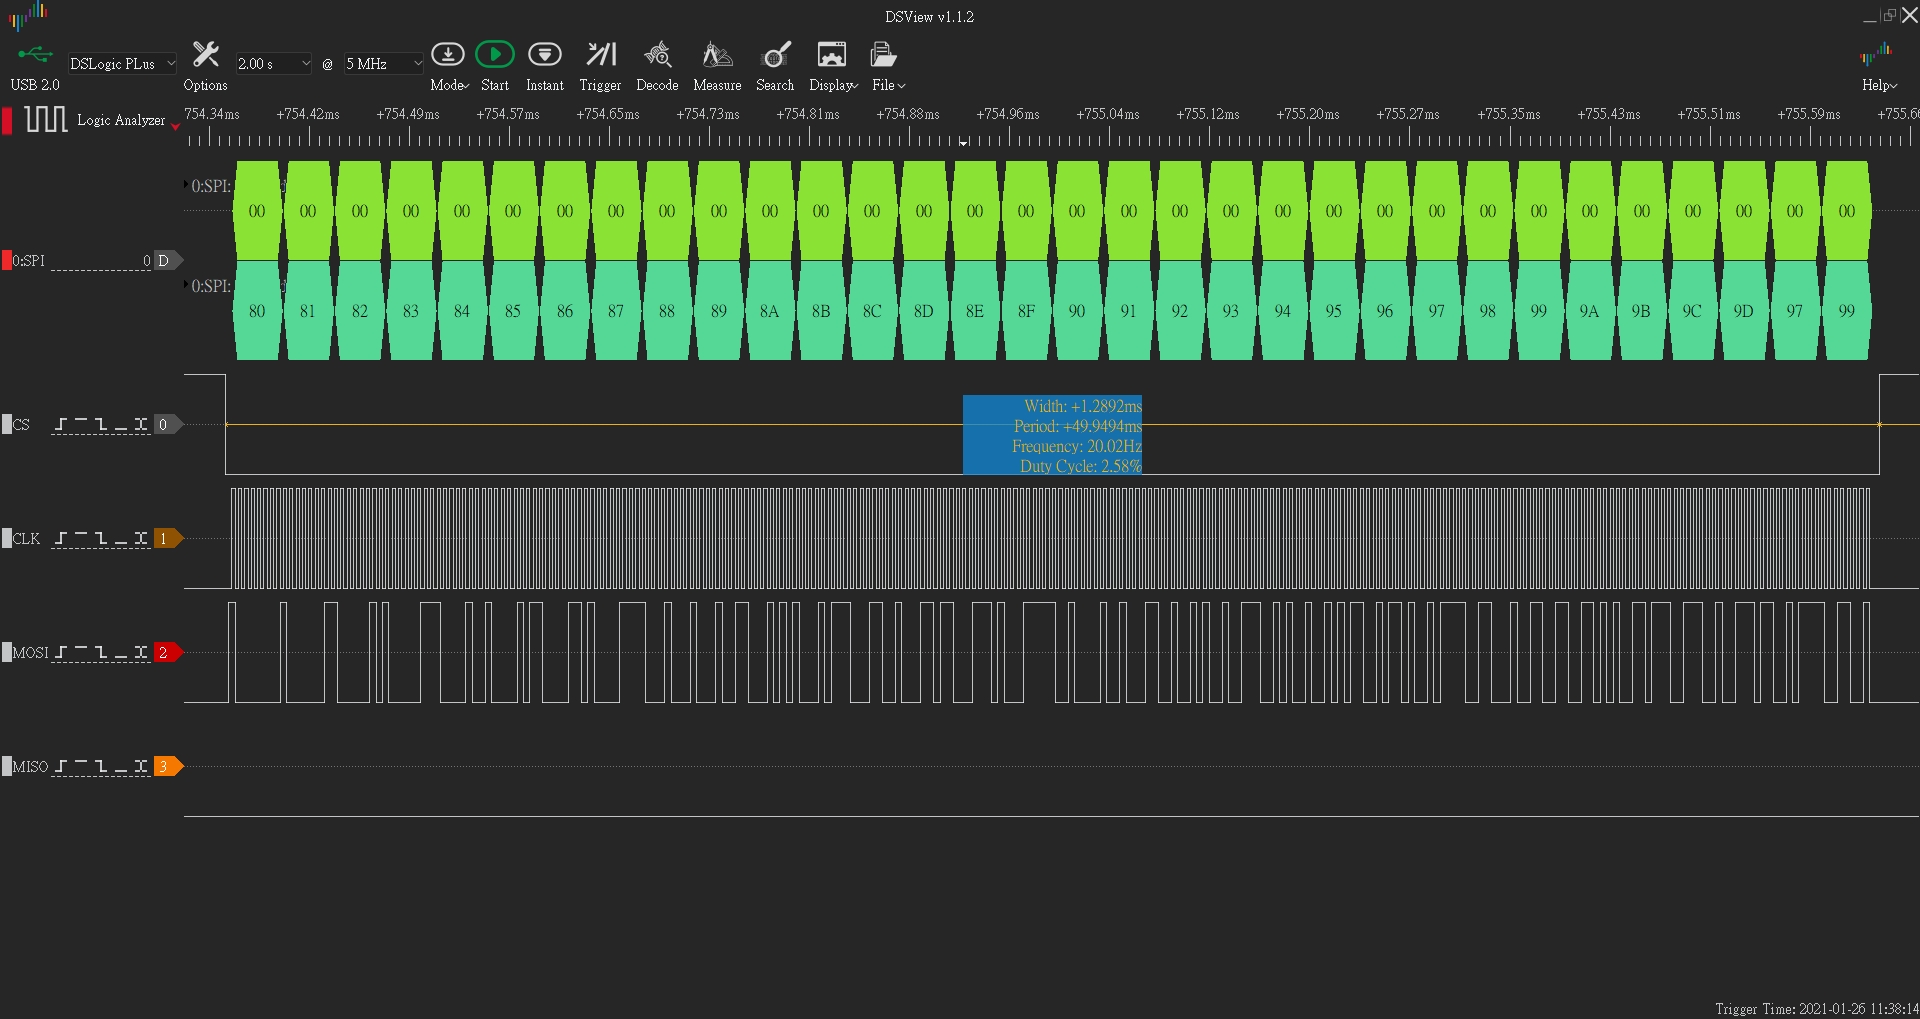 DSView v1.1.2
USB 2.0
DSLogic PLus
Options
2.00 s
@
5 MHz
Mode
Start
Instant
Trigger
Decode
Measure
Search
Display
File
Help
Logic Analyzer
754.34ms +754.42ms +754.49ms +754.57ms +754.65ms +754.73ms +754.81ms +754.88ms +754.96ms +755.04ms +755.12ms +755.20ms +755.27ms +755.35ms +755.43ms +755.51ms +755.59ms
0:SPI:
00 00 00 00 00 00 00 00 00 00 00 00 00 00 00 00 00 00 00 00 00 00 00 00 00 00 00 00 00 00 00 00
0:SPI 0 D
0:SPI:
80 81 82 83 84 85 86 87 88 89 8A 8B 8C 8D 8E 8F 90 91 92 93 94 95 96 97 98 99 9A 9B 9C 9D 97 99
CS 0
Width: +1.2892ms
Period: +49.9494ms
Frequency: 20.02Hz
Duty Cycle: 2.58%
CLK 1
MOSI 2
MISO 3
Trigger Time: 2021-01-26 11:38:14